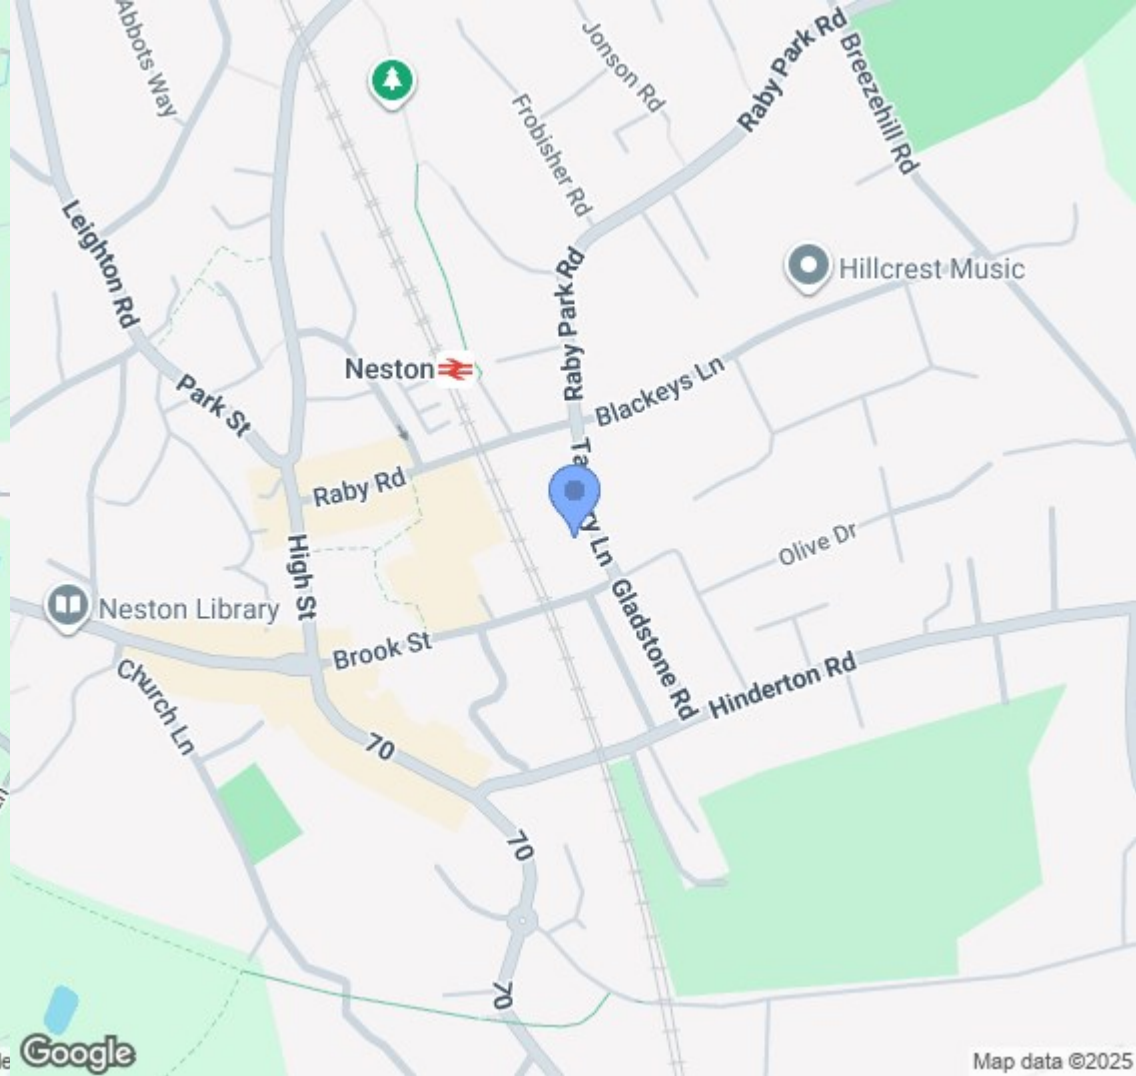 Abbots Way
Jonson Rd
Raby Park Rd
Breezehill Rd
Frobisher Rd
Leighton Rd
Hillcrest Music
Raby Park Rd
Neston
Park St
Blackeys Ln
Raby Rd
Ln
Olive Dr
High St
Gladstone Rd
Neston Library
Brook St
Church Ln
Hinderton Rd
70
70
70
Google
Map data ©2025